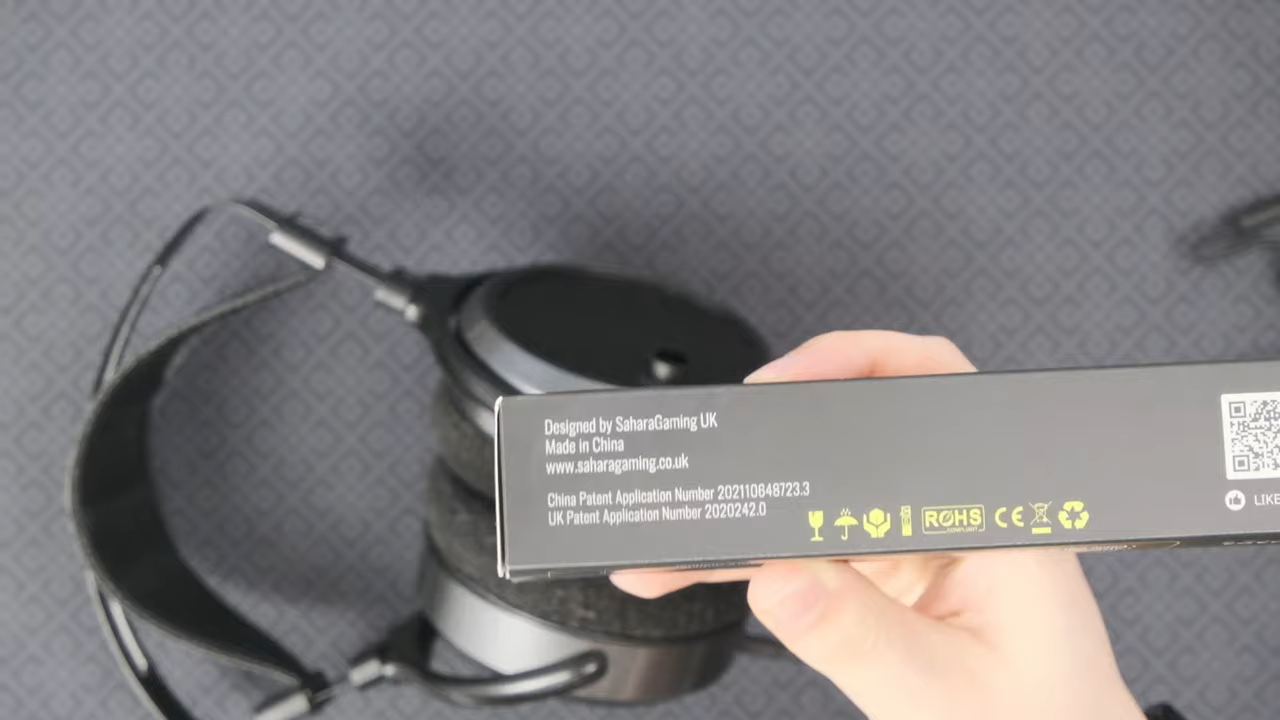 Designed by SaharaGaming UK
Made in China
www.saharagaming.co.uk
China Patent Application Number 202110648723.3
UK Patent Application Number 2020242.0
ROHS
COMPLIANT
CE
LIKE